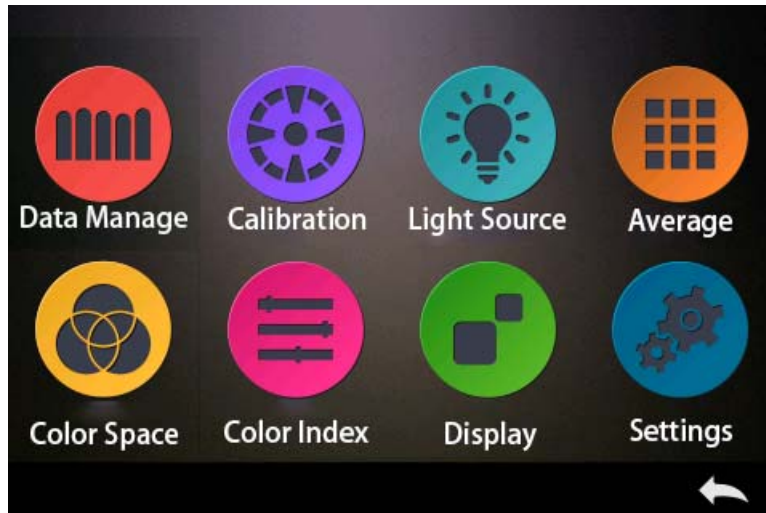 Data Manage
Calibration
Light Source
Average
Color Space
Color Index
Display
Settings